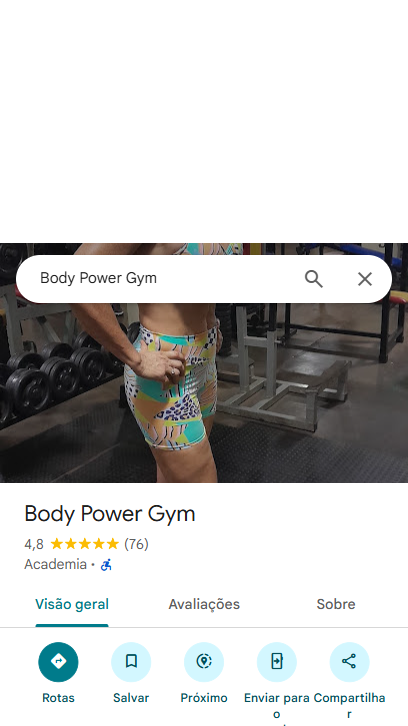 Body Power Gym
Body Power Gym
4,8 (76)
Academia ·
Visão geral Avaliações Sobre
Rotas Salvar Próximo Enviar para Compartilha
o r